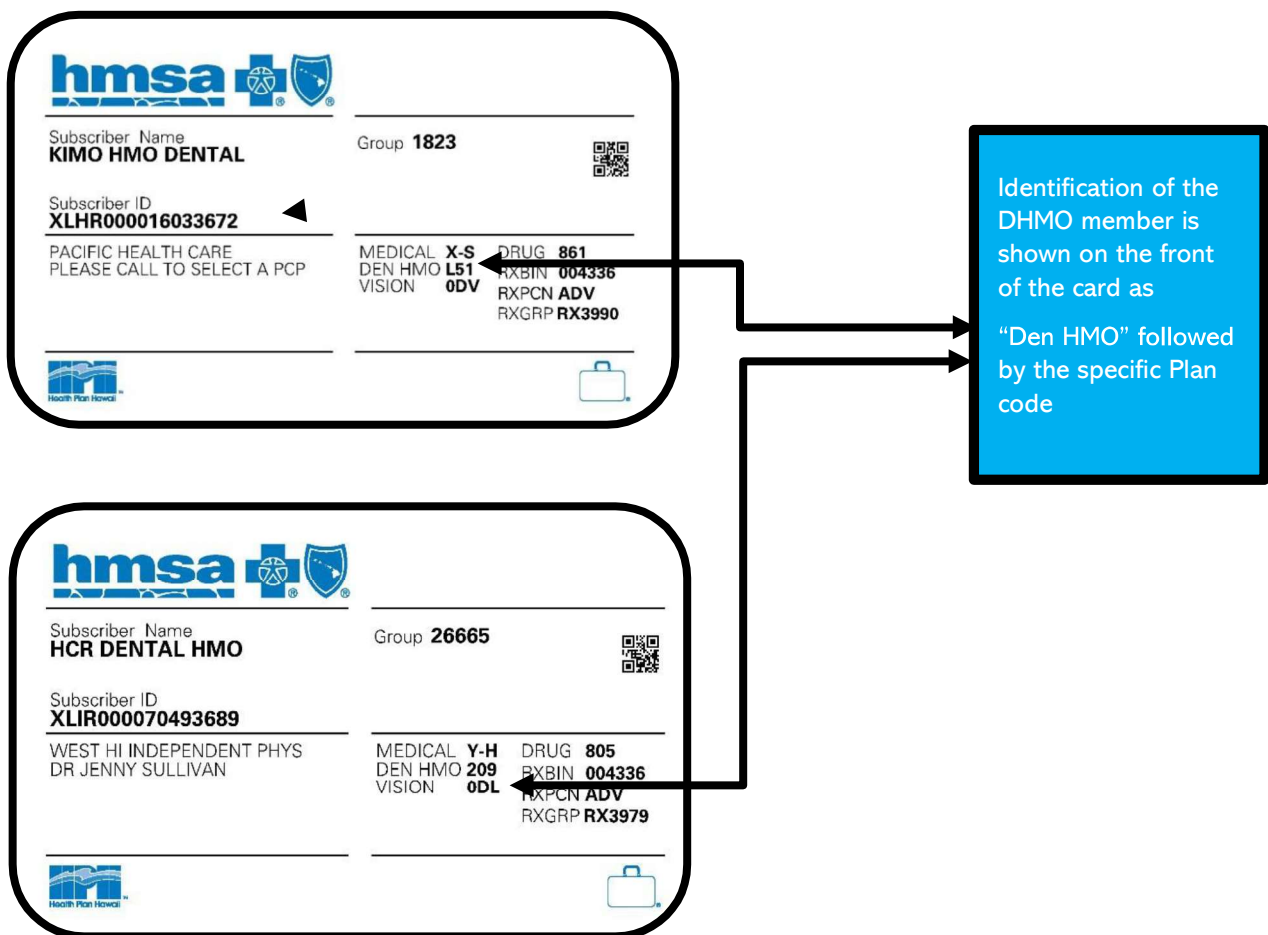 hmsa
Subscriber Name
KIMO HMO DENTAL
Group 1823
Subscriber ID
XLHR000016033672
PACIFIC HEALTH CARE
PLEASE CALL TO SELECT A PCP
MEDICAL X-S DRUG 861
DEN HMO L51 RXBIN 004336
VISION 0DV RXPCN ADV
RXGRP RX3990
Health Plan Hawaii
Identification of the
DHMO member is
shown on the front
of the card as
“Den HMO” followed
by the specific Plan
code
hmsa
Subscriber Name
HCR DENTAL HMO
Group 26665
Subscriber ID
XLIR000070493689
WEST HI INDEPENDENT PHYS
DR JENNY SULLIVAN
MEDICAL Y-H DRUG 805
DEN HMO 209 RXBIN 004336
VISION 0DL RXPCN ADV
RXGRP RX3979
Health Plan Hawaii